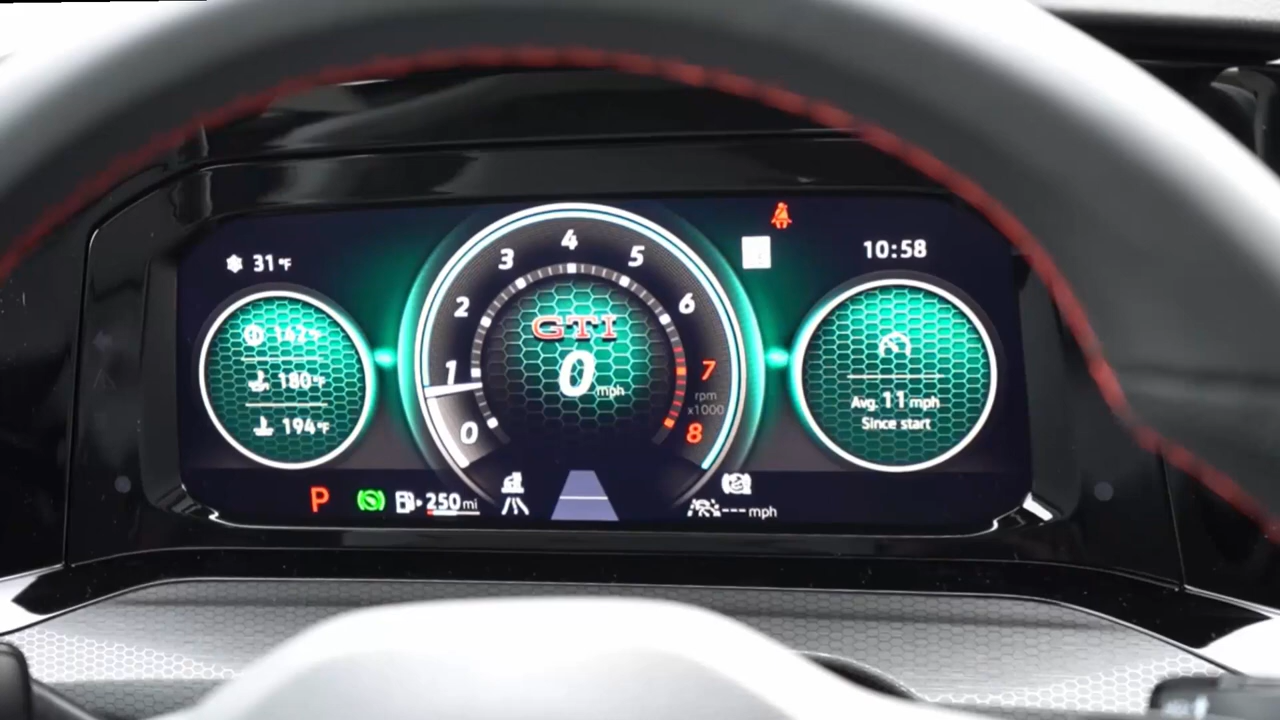 31°F
10:58
0
1
2
3
4
5
6
7
8
rpm
x1000
GTI
0 mph
142°F
180°F
194°F
Avg. 11 mph
Since start
P
250 mi
--- mph